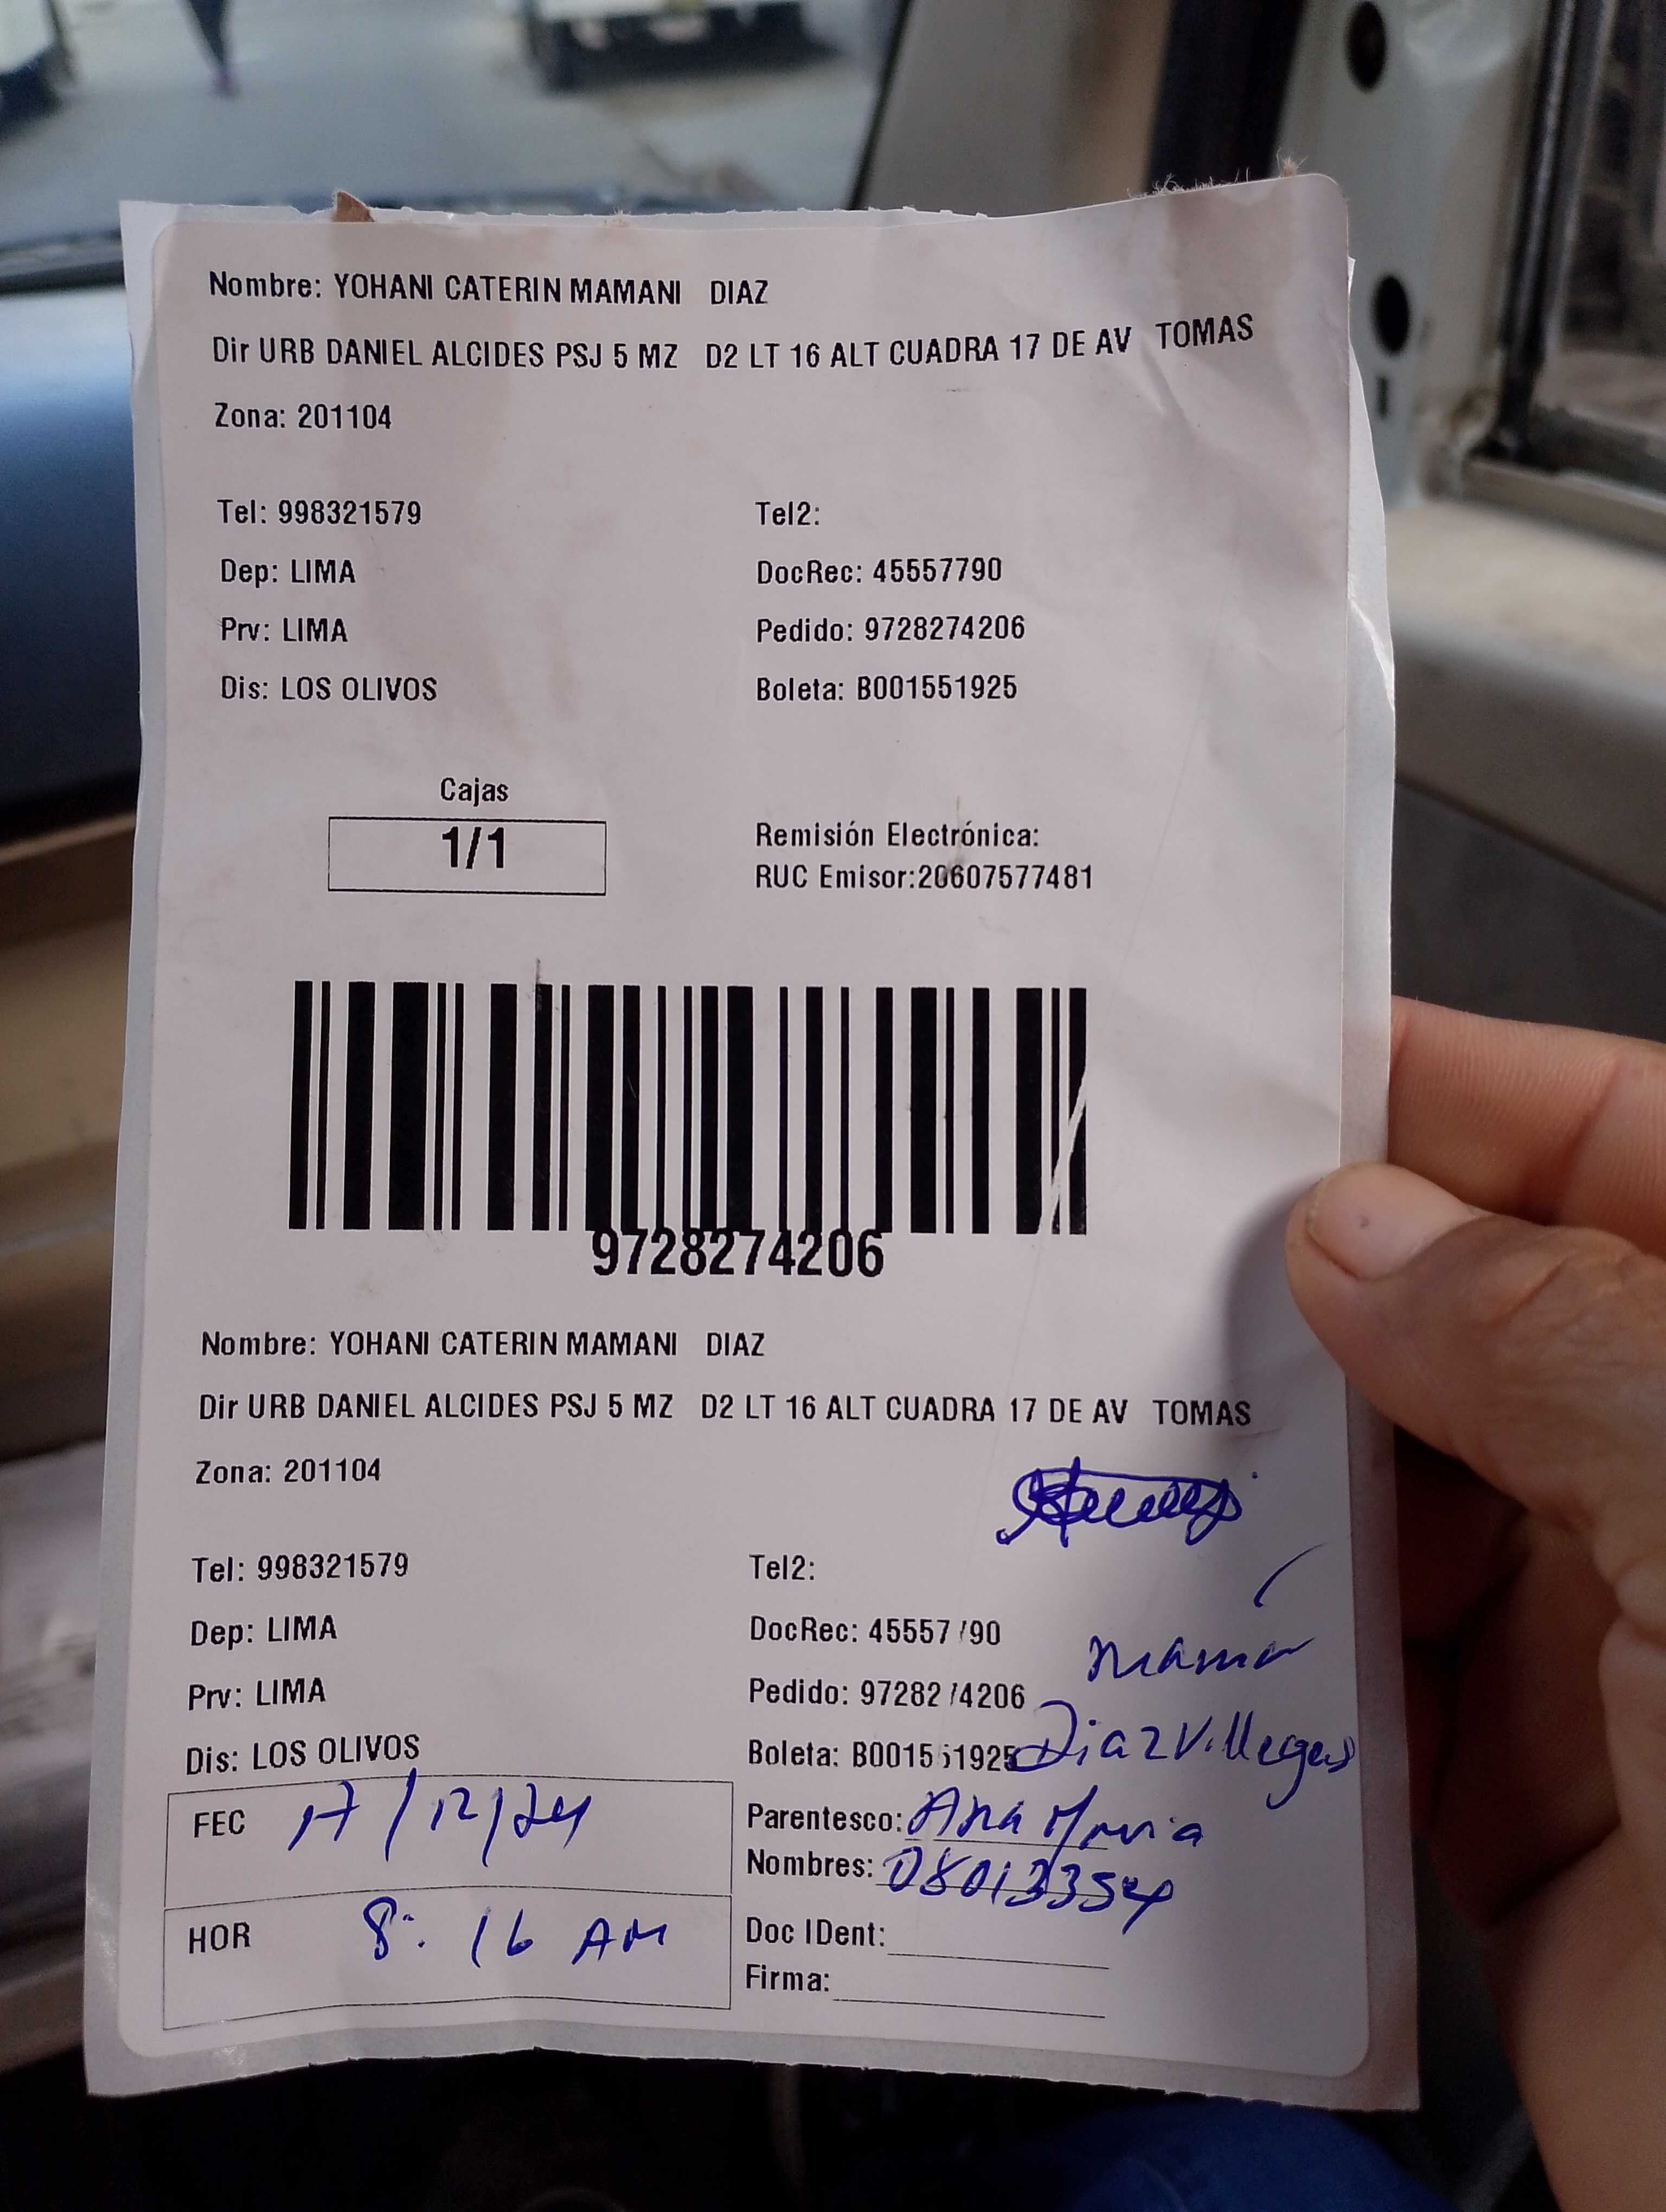 Nombre: YOHANI CATERIN MAMANI DIAZ
Dir URB DANIEL ALCIDES PSJ 5 MZ D2 LT 16 ALT CUADRA 17 DE AV TOMAS
Zona: 201104
Tel: 998321579 Tel2:
Dep: LIMA DocRec: 45557790
Prv: LIMA Pedido: 9728274206
Dis: LOS OLIVOS Boleta: B001551925
Cajas
1/1
Remisión Electrónica:
RUC Emisor:20607577481
9728274206
Nombre: YOHANI CATERIN MAMANI DIAZ
Dir URB DANIEL ALCIDES PSJ 5 MZ D2 LT 16 ALT CUADRA 17 DE AV TOMAS
Zona: 201104
Tel: 998321579 Tel2:
Dep: LIMA DocRec: 45557790
mamá
Prv: LIMA Pedido: 9728274206
Dis: LOS OLIVOS Boleta: B001551925 Diaz Villegas
FEC 17/12/24 Parentesco: Ana Maria
Nombres:
HOR 8:16 AM Doc IDent:
Firma: